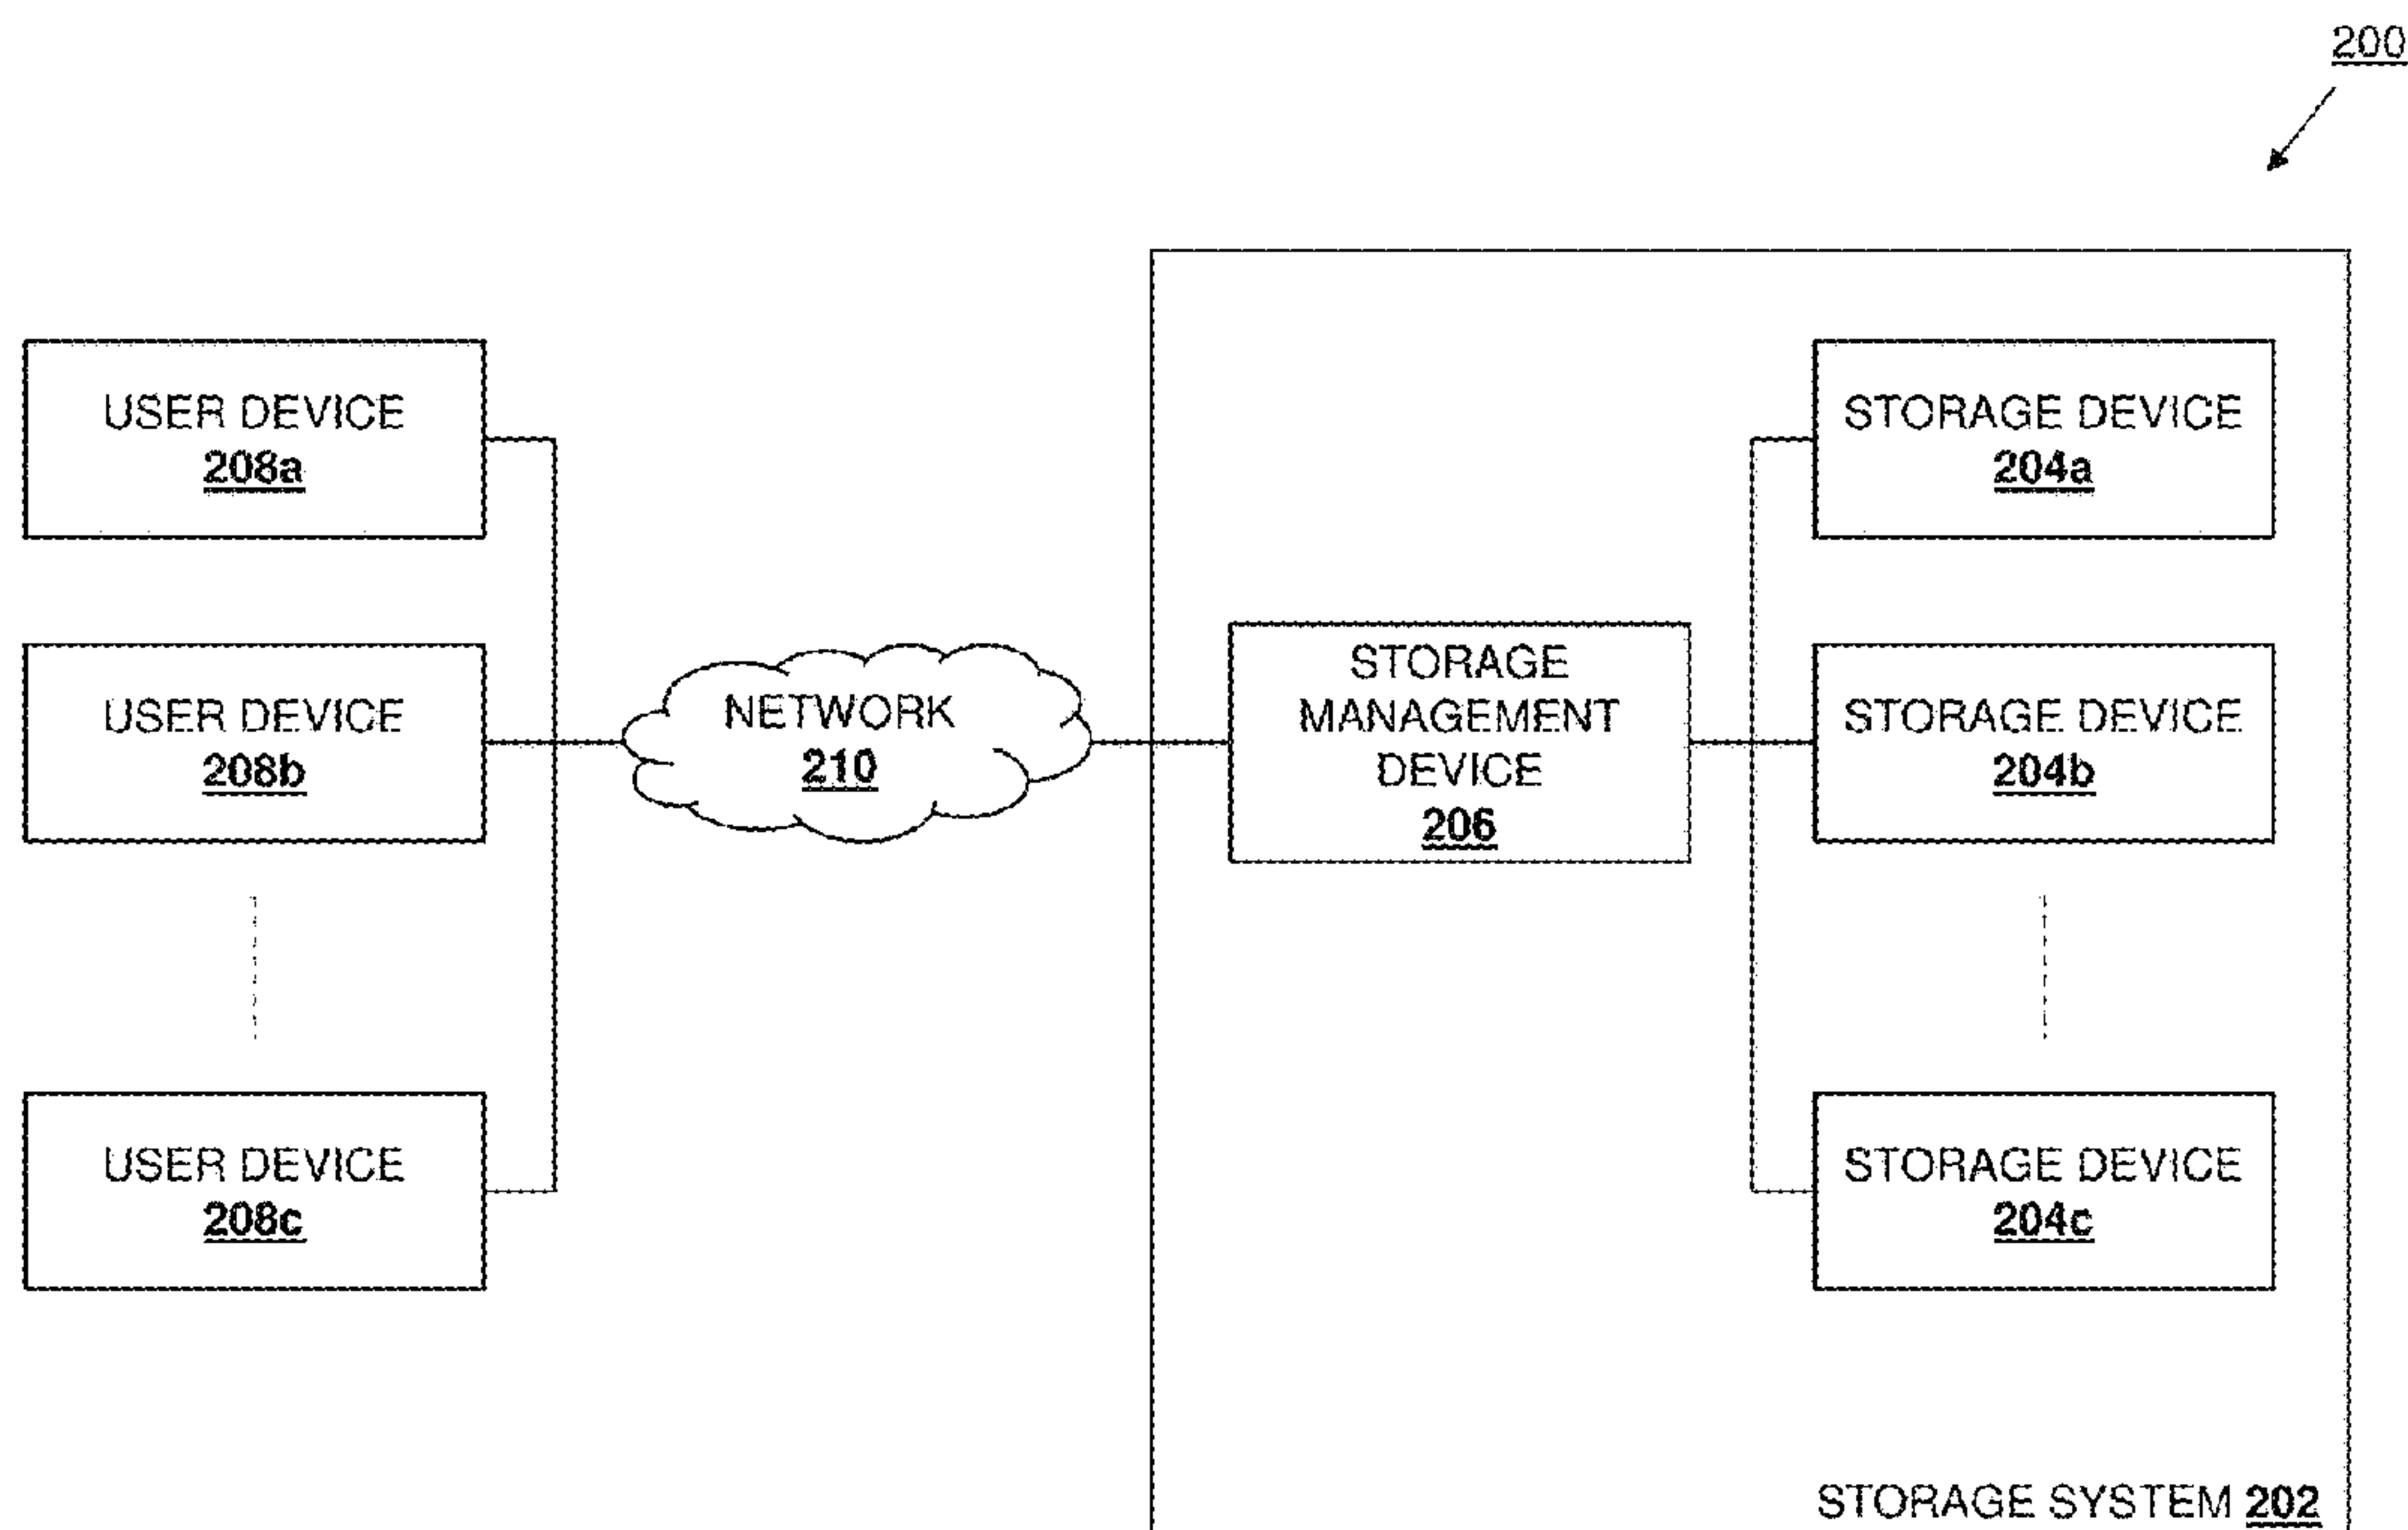 200
USER DEVICE
208a
USER DEVICE
208b
USER DEVICE
208c
NETWORK
210
STORAGE
MANAGEMENT
DEVICE
206
STORAGE DEVICE
204a
STORAGE DEVICE
204b
STORAGE DEVICE
204c
STORAGE SYSTEM 202